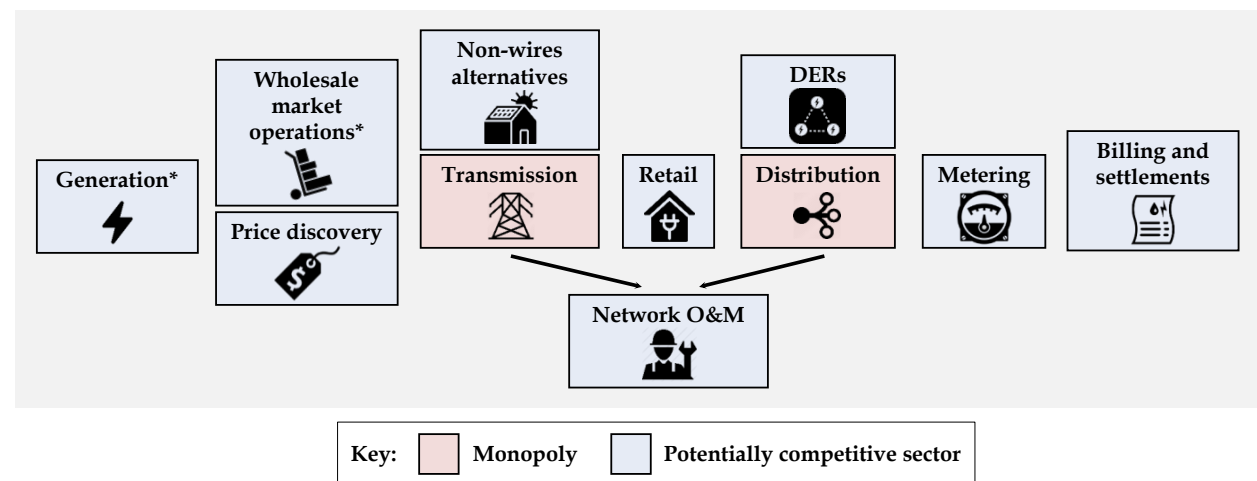 Non-wires
alternatives
DERs
Wholesale
market
operations*
Billing and
settlements
Generation*
Transmission
Retail
Distribution
Metering
Price discovery
$
Network O&M
Key:
Monopoly
Potentially competitive sector